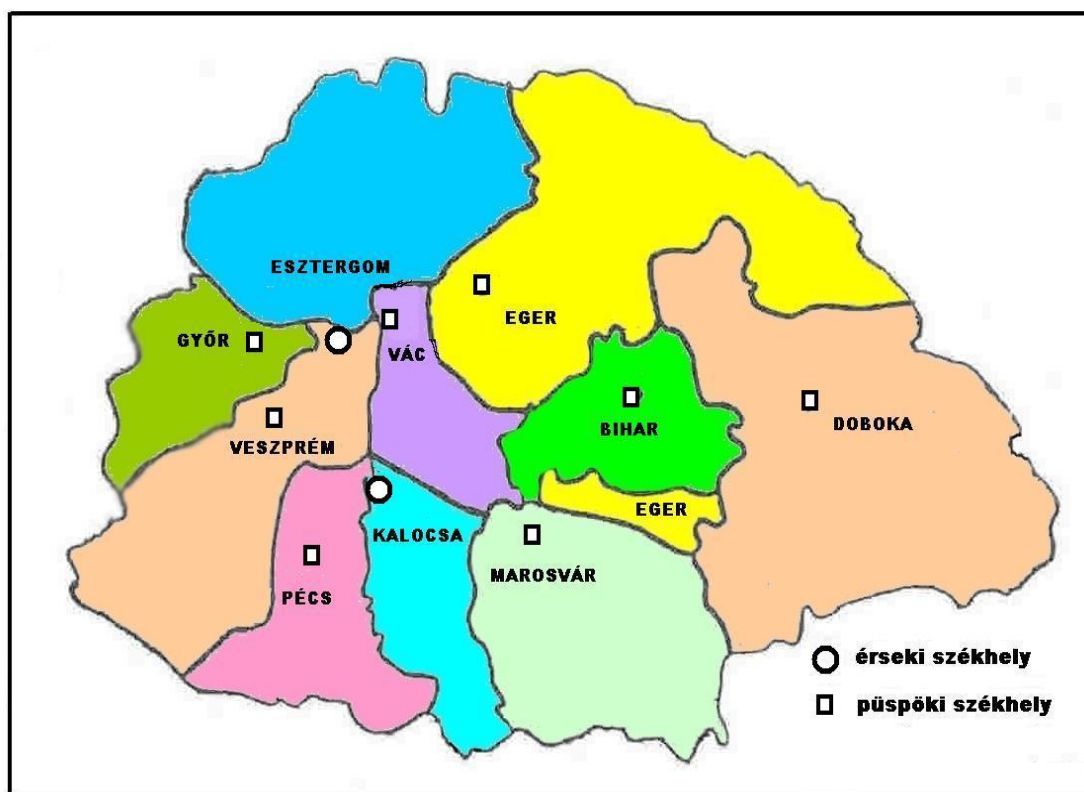 ESZTERGOM
EGER
GYŐR
VÁC
VESZPRÉM
BIHAR
DOBOKA
EGER
KALOCSA
MAROSVÁR
PÉCS
érseki székhely
püspöki székhely